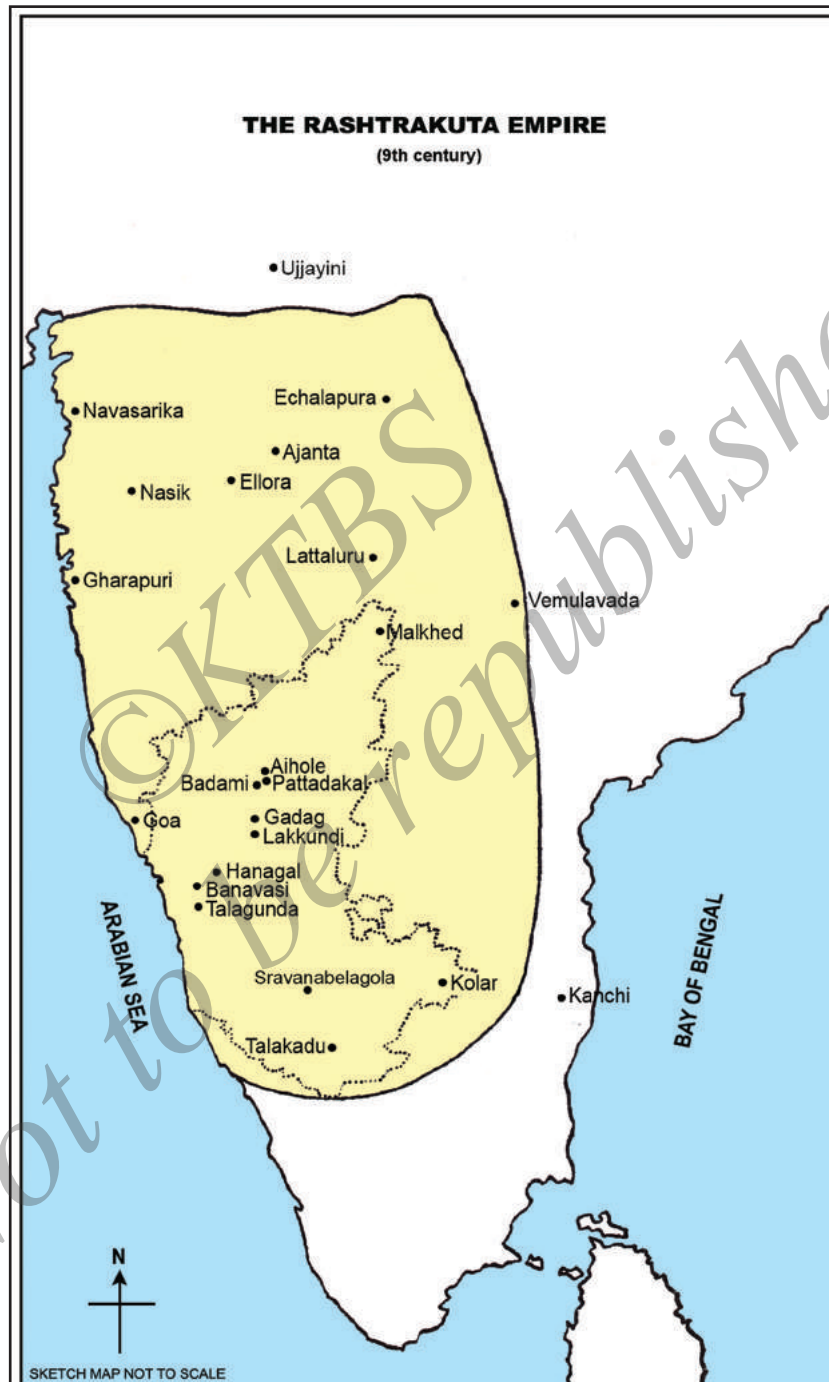 THE RASHTRAKUTA EMPIRE
(9th century)
Ujjayini
Echalapura
Navasarika
Ajanta
Ellora
Nasik
Lattaluru
Gharapuri
Vemulavada
Malkhed
Aihole
Badami
Pattadakal
Goa
Gadag
Lakkundi
Hanagal
Banavasi
Talagunda
ARABIAN SEA
BAY OF BENGAL
Sravanabelagola
Kolar
Kanchi
Talakadu
N
SKETCH MAP NOT TO SCALE
©KTBS
not to be republishe